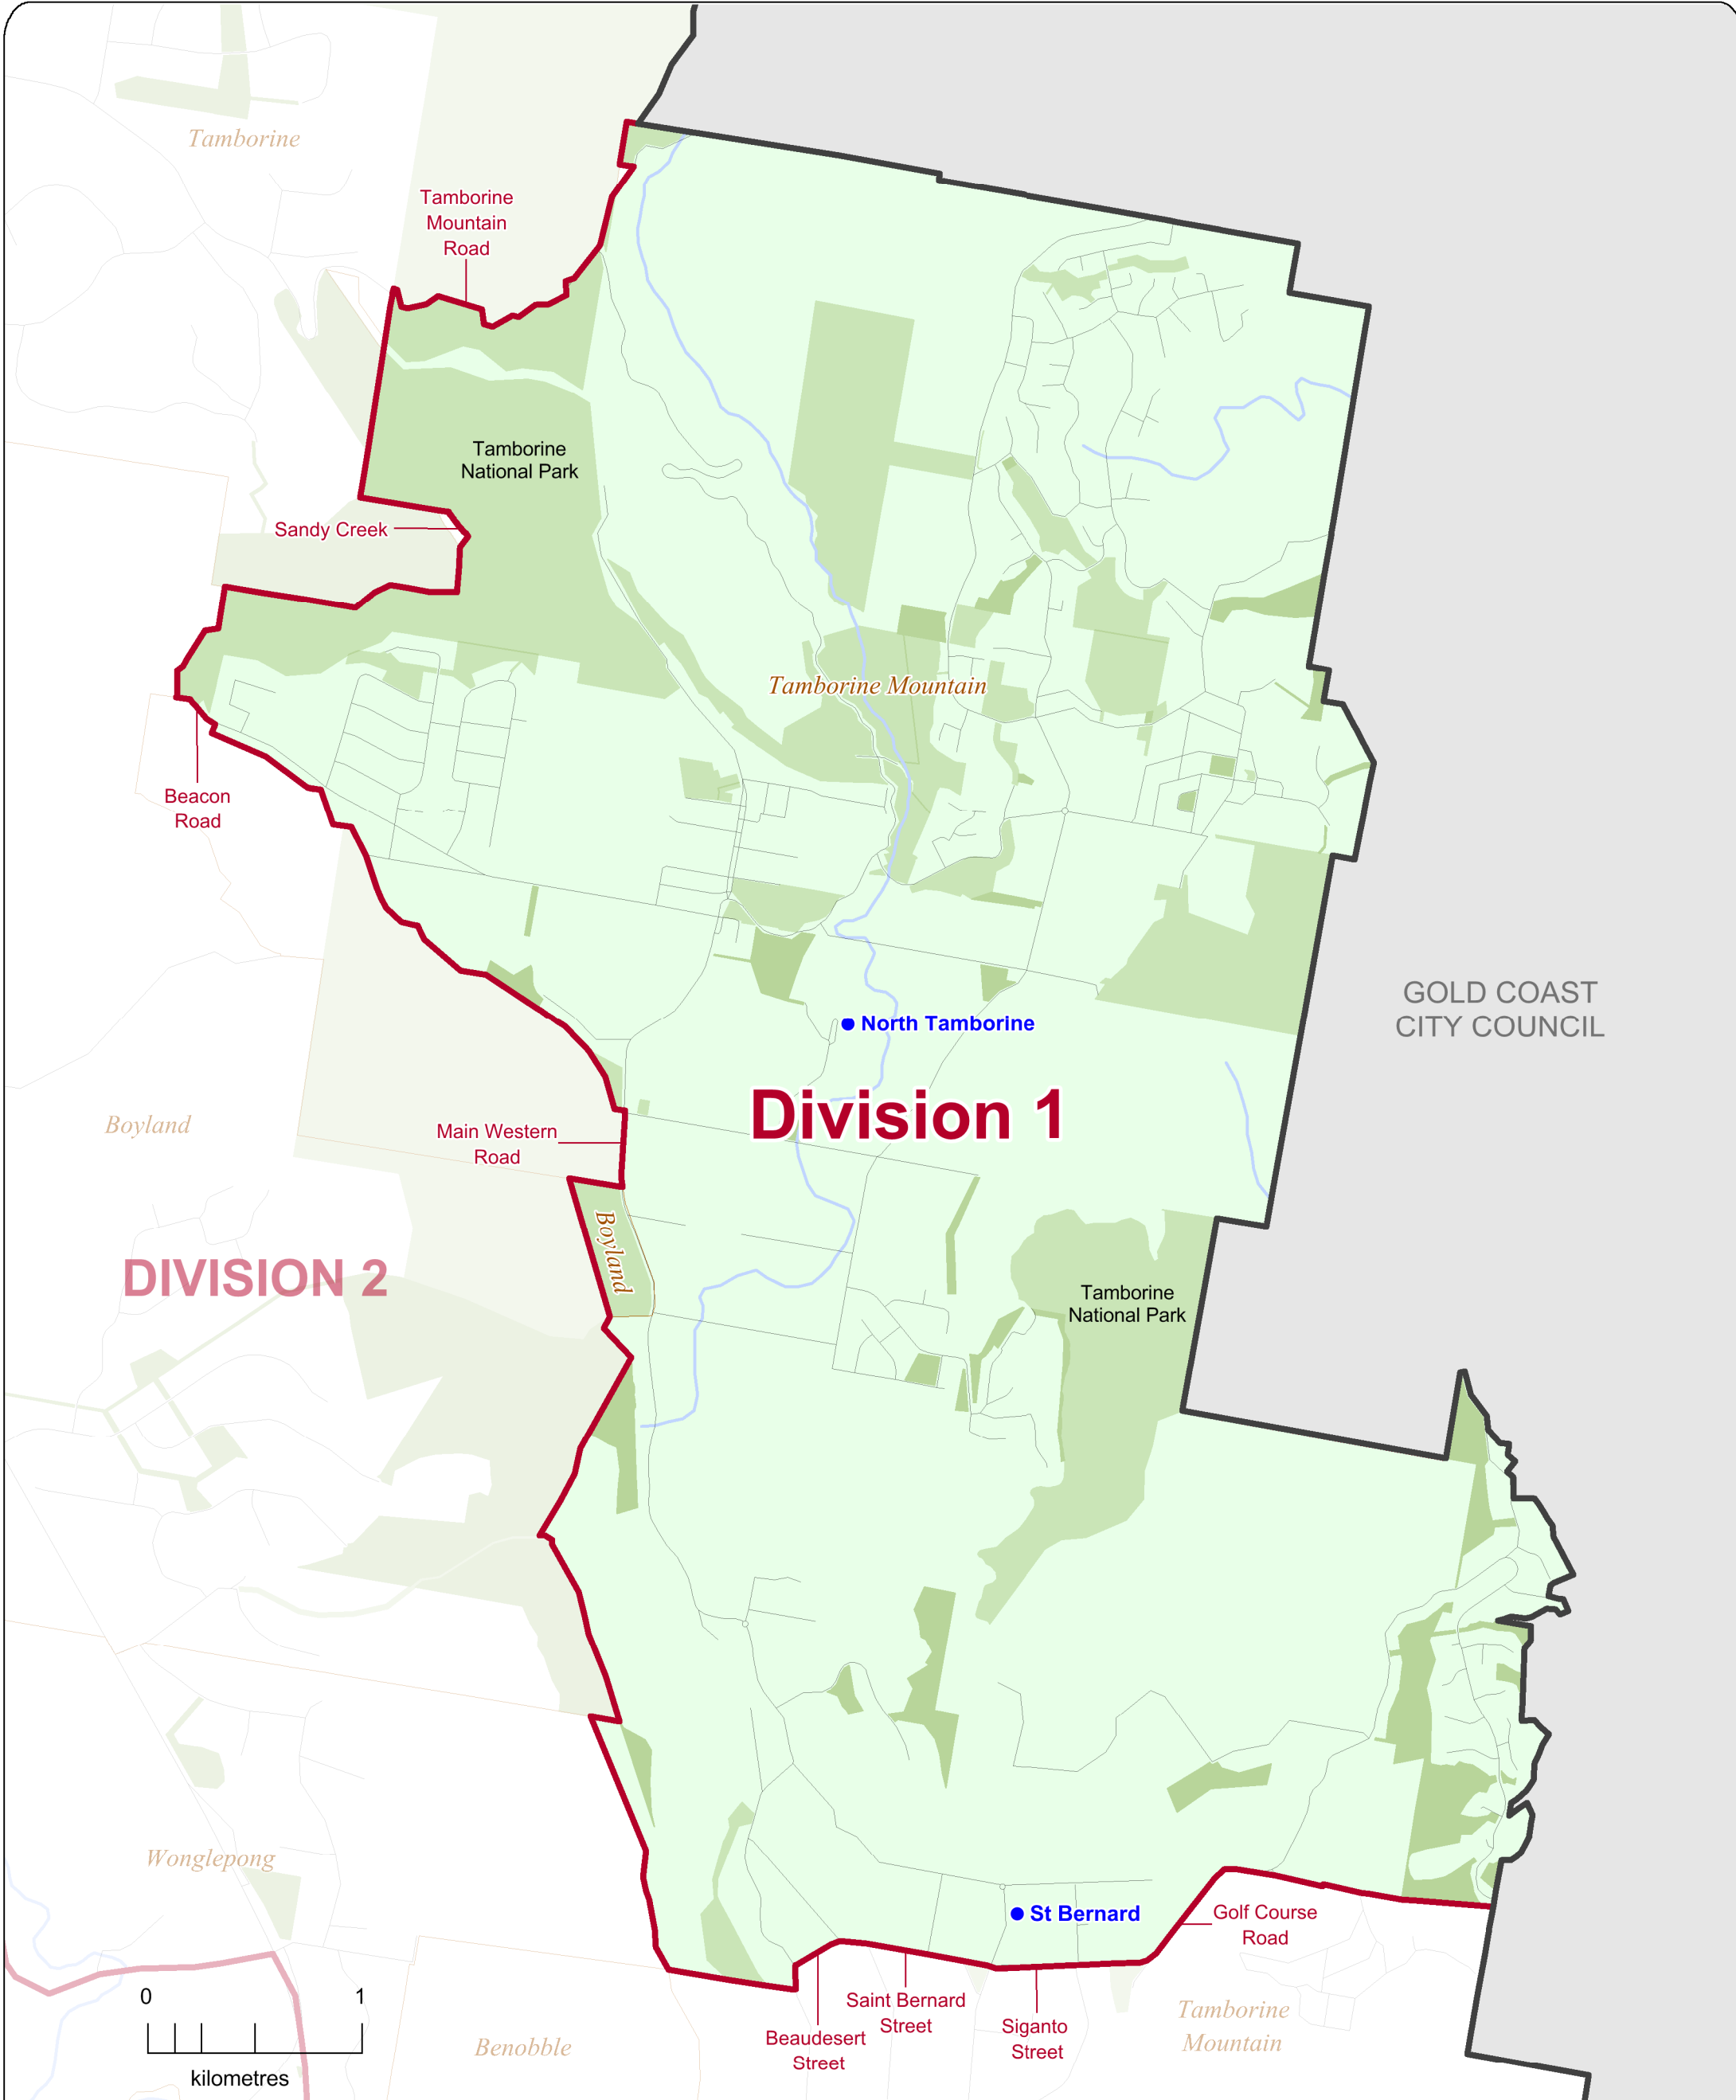 Tamborine
Tamborine
Mountain
Road
Tamborine
National Park
Sandy Creek
Tamborine Mountain
Beacon
Road
GOLD COAST
CITY COUNCIL
North Tamborine
Division 1
Boyland
Main Western
Road
Boyland
DIVISION 2
Tamborine
National Park
Wonglepong
St Bernard
Golf Course
Road
Saint Bernard
Street
Beaudesert
Street
Siganto
Street
Tamborine
Mountain
Benobble
0 1
kilometres